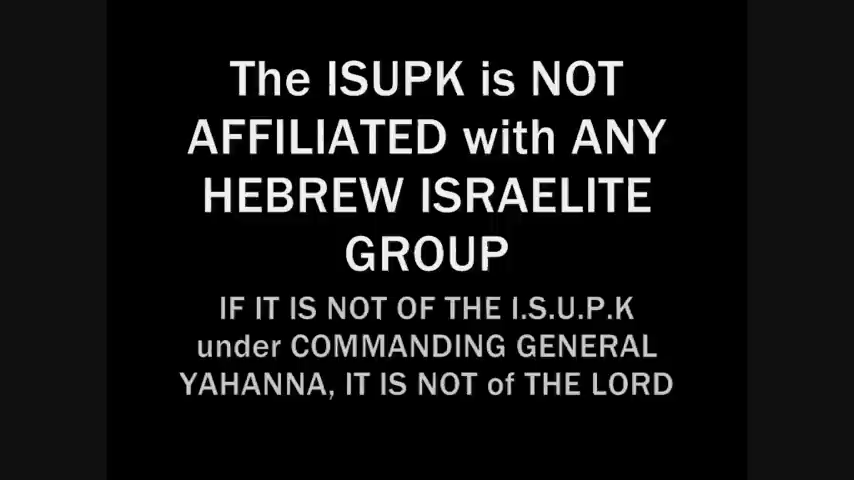 The ISUPK is NOT
AFFILIATED with ANY
HEBREW ISRAELITE
GROUP
IF IT IS NOT OF THE I.S.U.P.K
under COMMANDING GENERAL
YAHANNA, IT IS NOT of THE LORD